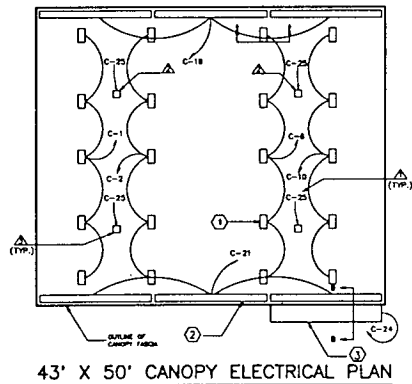 C-25
C-18
C-25
C-1
C-6
C-2
C-10
C-25
C-25
(TYP.)
(TYP.)
1
C-21
B
B
C-24
OUTLINE OF
CANOPY FASCIA
2
3
43' X 50' CANOPY ELECTRICAL PLAN